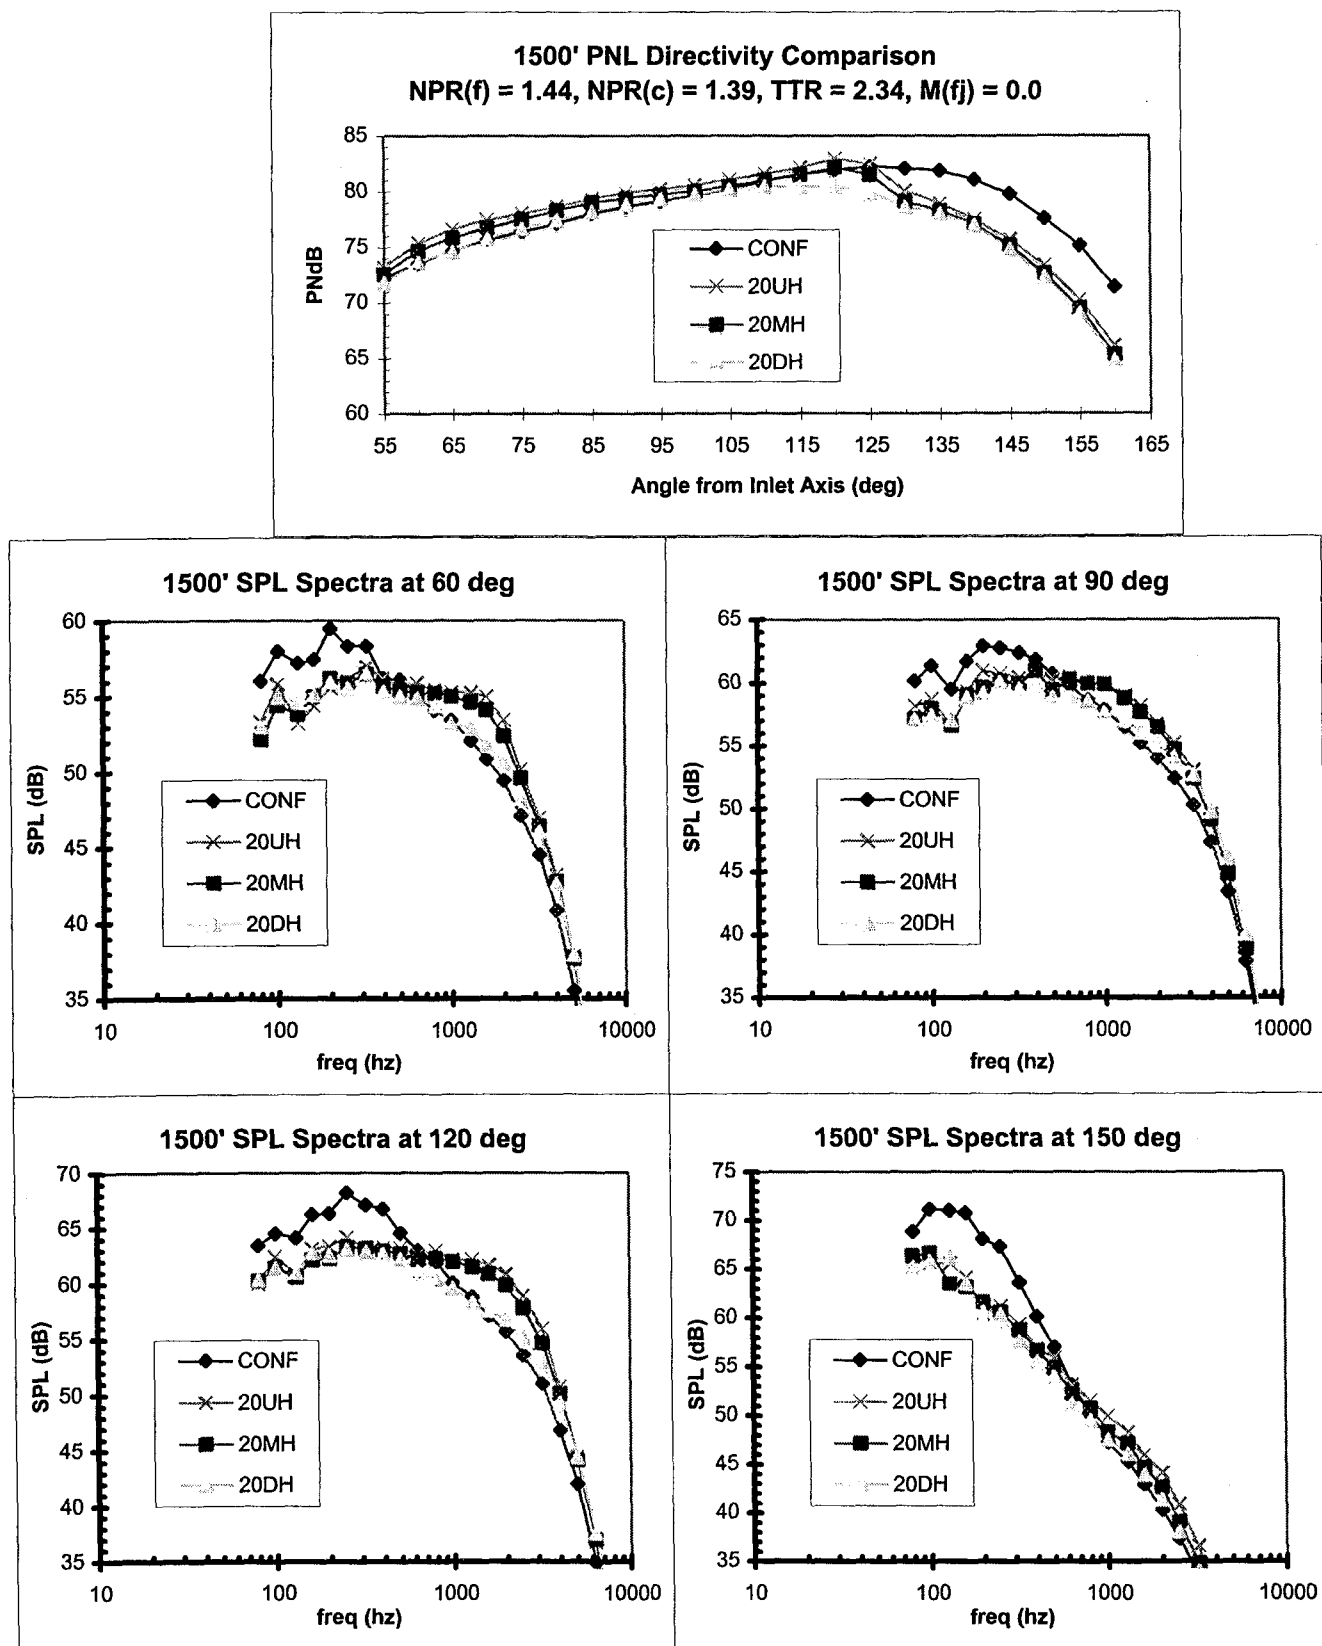 1500' PNL Directivity Comparison
NPR(f) = 1.44, NPR(c) = 1.39, TTR = 2.34, M(fj) = 0.0
85
80
75
70
65
60
PNdB
CONF
20UH
20MH
20DH
55 65 75 85 95 105 115 125 135 145 155 165
Angle from Inlet Axis (deg)
1500' SPL Spectra at 60 deg
60
55
50
45
40
35
SPL (dB)
CONF
20UH
20MH
20DH
10 100 1000 10000
freq (hz)
1500' SPL Spectra at 90 deg
65
60
55
50
45
40
35
SPL (dB)
CONF
20UH
20MH
20DH
10 100 1000 10000
freq (hz)
1500' SPL Spectra at 120 deg
70
65
60
55
50
45
40
35
SPL (dB)
CONF
20UH
20MH
20DH
10 100 1000 10000
freq (hz)
1500' SPL Spectra at 150 deg
75
70
65
60
55
50
45
40
35
SPL (dB)
CONF
20UH
20MH
20DH
10 100 1000 10000
freq (hz)